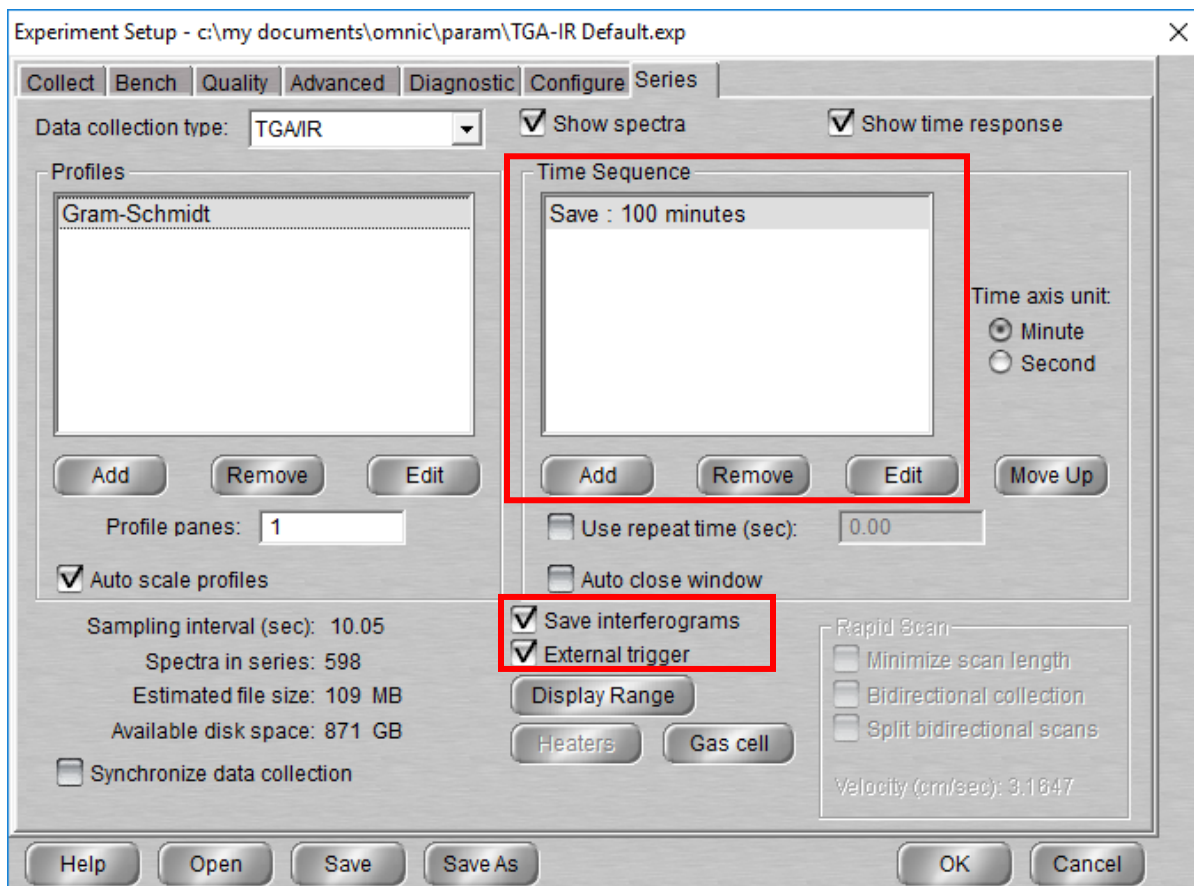 Experiment Setup - c:\my documents\omnic\param\TGA-IR Default.exp
Collect Bench Quality Advanced Diagnostic Configure Series
Data collection type: TGA/IR Show spectra Show time response
Profiles
Gram-Schmidt
Add Remove Edit
Profile panes: 1
Auto scale profiles
Time Sequence
Save : 100 minutes
Add Remove Edit Move Up
Time axis unit:
Minute
Second
Use repeat time (sec): 0.00
Auto close window
Sampling interval (sec): 10.05
Spectra in series: 598
Estimated file size: 109 MB
Available disk space: 871 GB
Synchronize data collection
Save interferograms
External trigger
Display Range
Heaters Gas cell
Rapid Scan
Minimize scan length
Bidirectional collection
Split bidirectional scans
Velocity (cm/sec): 3.1647
Help Open Save Save As OK Cancel